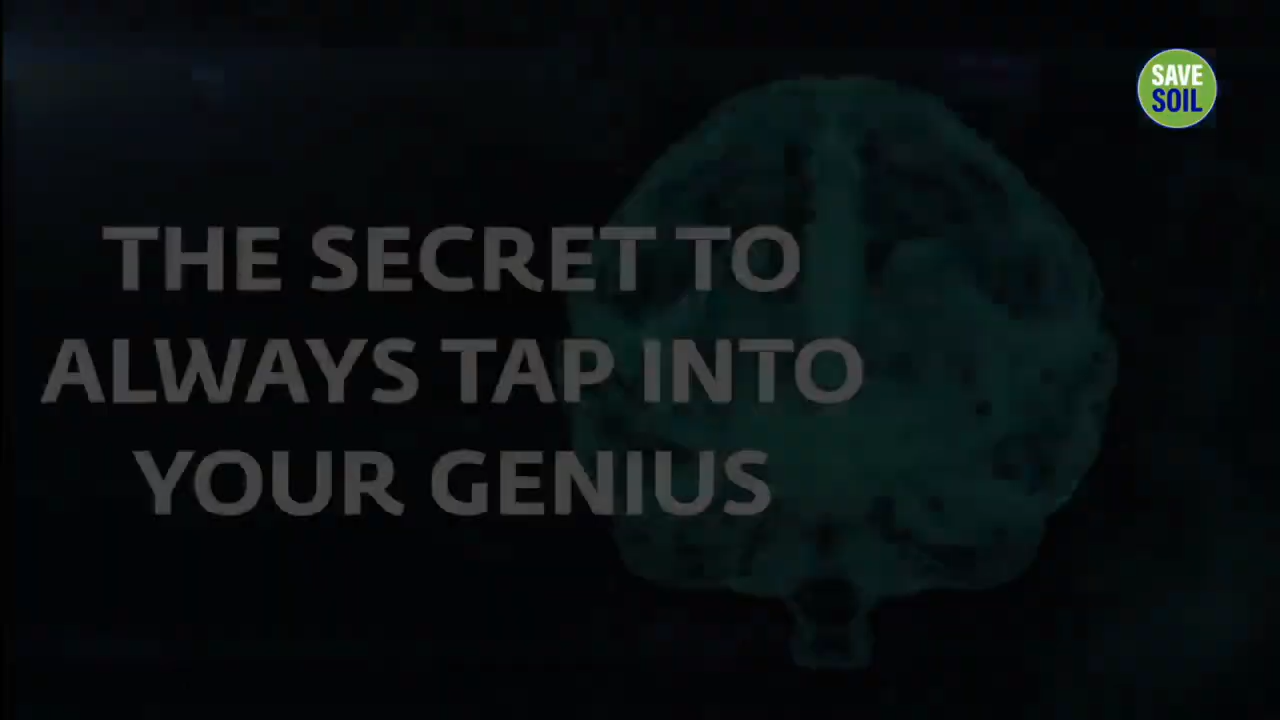 SAVE
SOIL
THE SECRET TO
ALWAYS TAP INTO
YOUR GENIUS